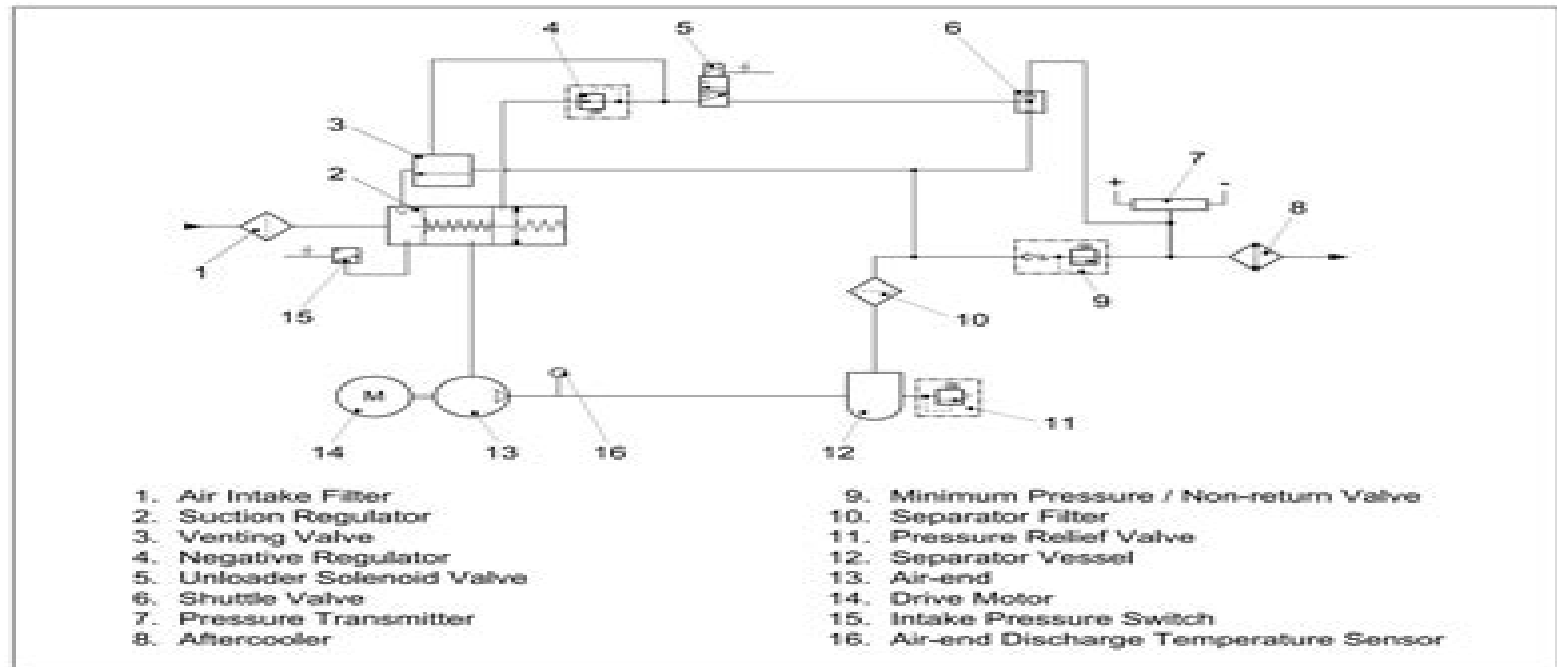 4 5 6
3
2 7
8
1
15 10 9
M
14 13 16 12 11
1. Air Intake Filter
2. Suction Regulator
3. Venting Valve
4. Negative Regulator
5. Unloader Solenoid Valve
6. Shuttle Valve
7. Pressure Transmitter
8. Aftercooler
9. Minimum Pressure / Non-return Valve
10. Separator Filter
11. Pressure Relief Valve
12. Separator Vessel
13. Air-end
14. Drive Motor
15. Intake Pressure Switch
16. Air-end Discharge Temperature Sensor